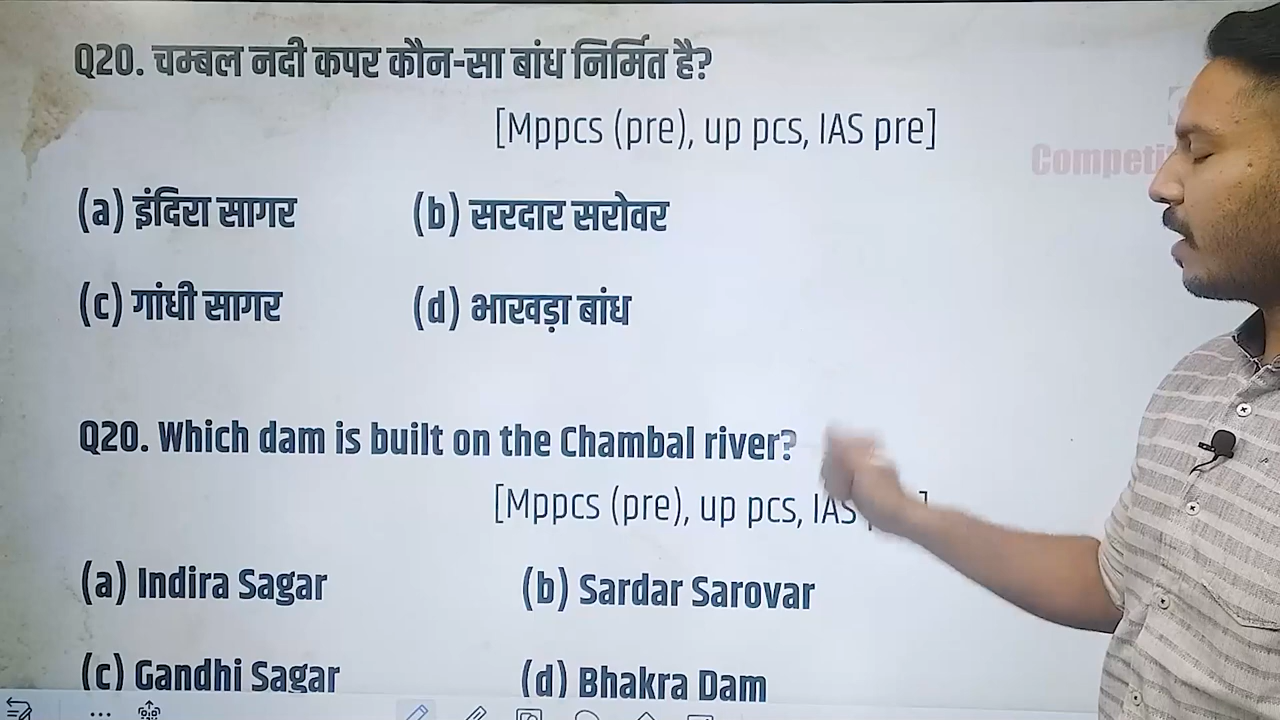 Q20. चम्बल नदी कपर कौन-सा बांध निर्मित है?
[Mppcs (pre), up pcs, IAS pre]
(a) इंदिरा सागर (b) सरदार सरोवर
(c) गांधी सागर (d) भाखड़ा बांध
Q20. Which dam is built on the Chambal river?
[Mppcs (pre), up pcs, IAS
(a) Indira Sagar (b) Sardar Sarovar
(c) Gandhi Sagar (d) Bhakra Dam